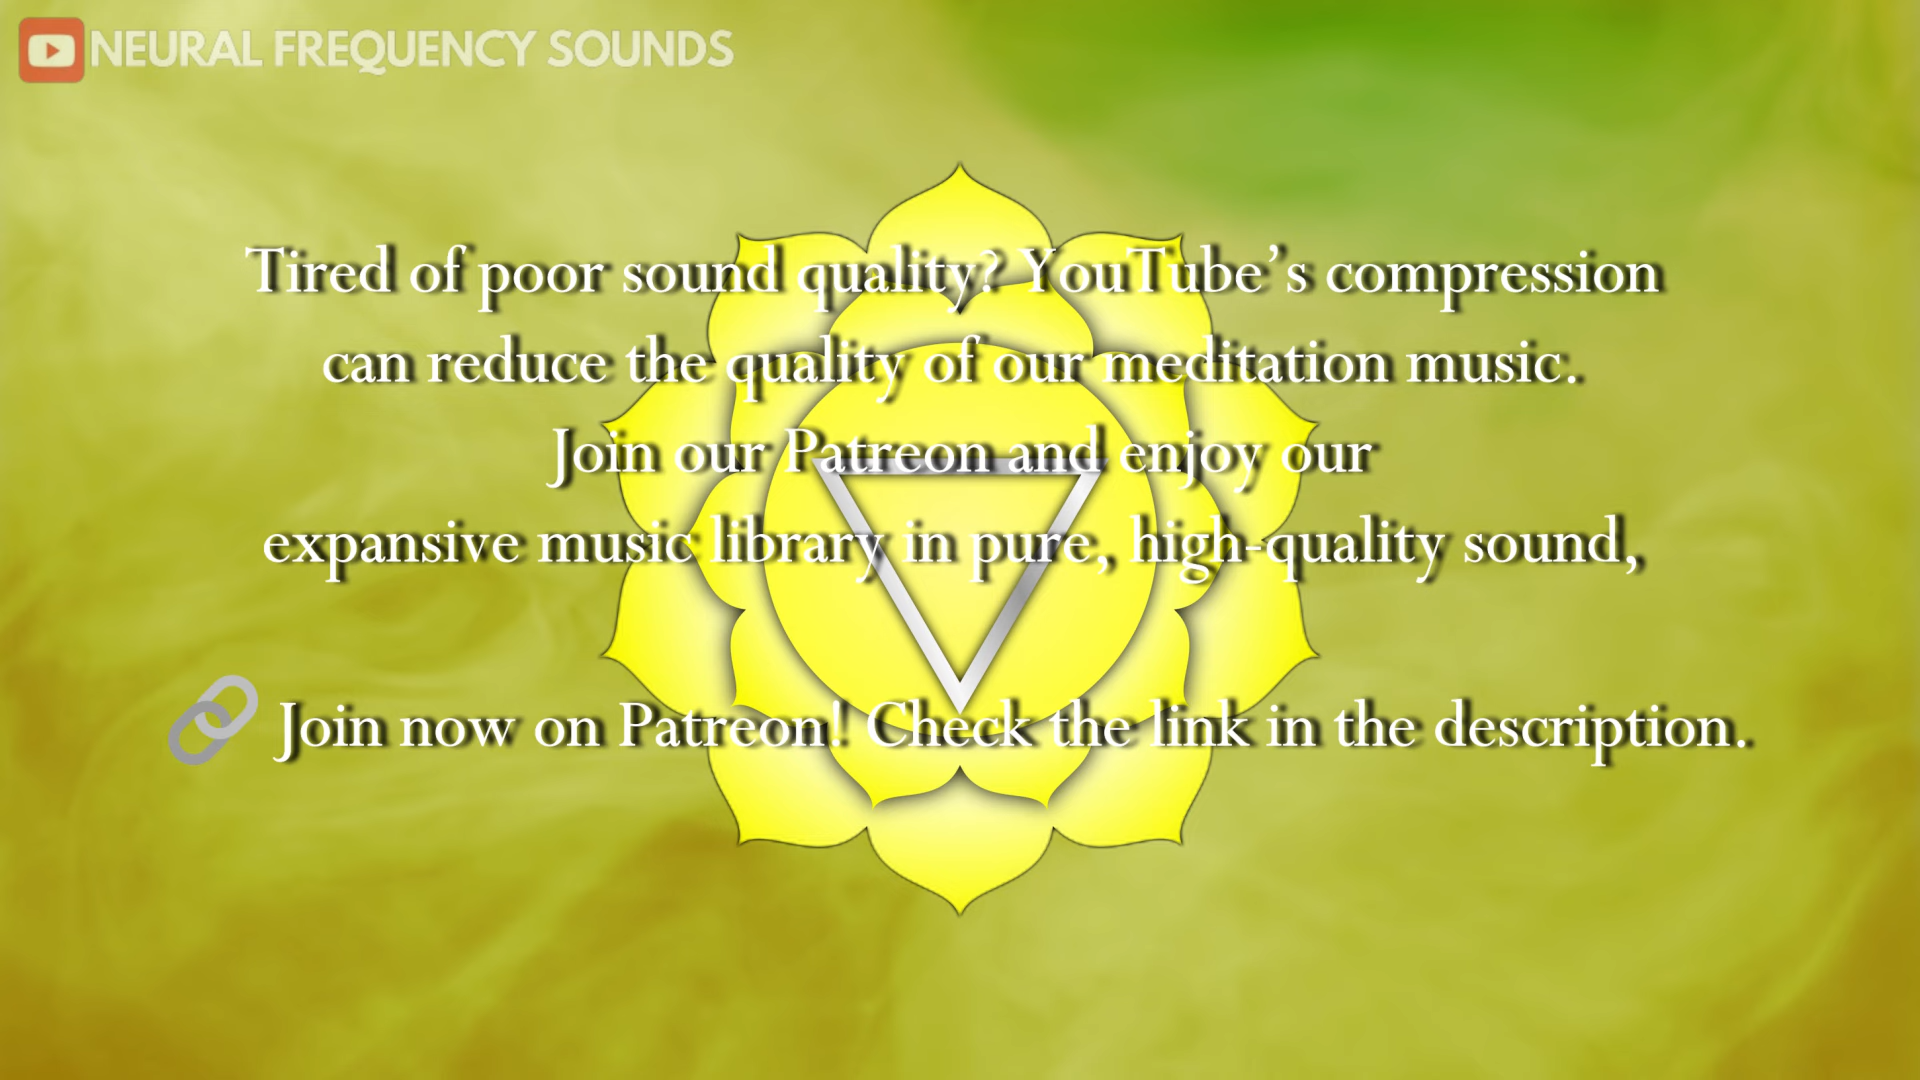 NEURAL FREQUENCY SOUNDS
Tired of poor sound quality? YouTube’s compression
can reduce the quality of our meditation music.
Join our Patreon and enjoy our
expansive music library in pure, high-quality sound,
Join now on Patreon! Check the link in the description.